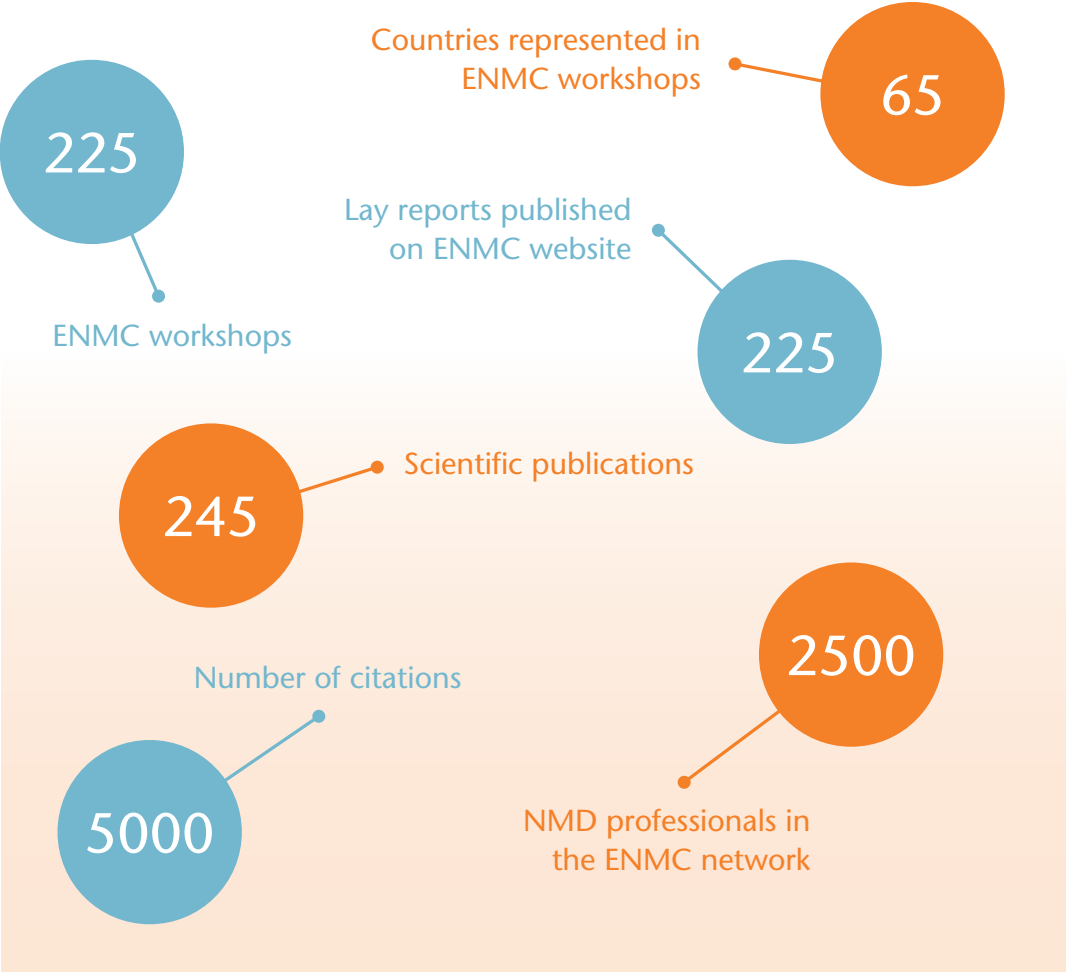 Countries represented in
ENMC workshops
65
225
ENMC workshops
Lay reports published
on ENMC website
225
245
Scientific publications
2500
NMD professionals in
the ENMC network
Number of citations
5000